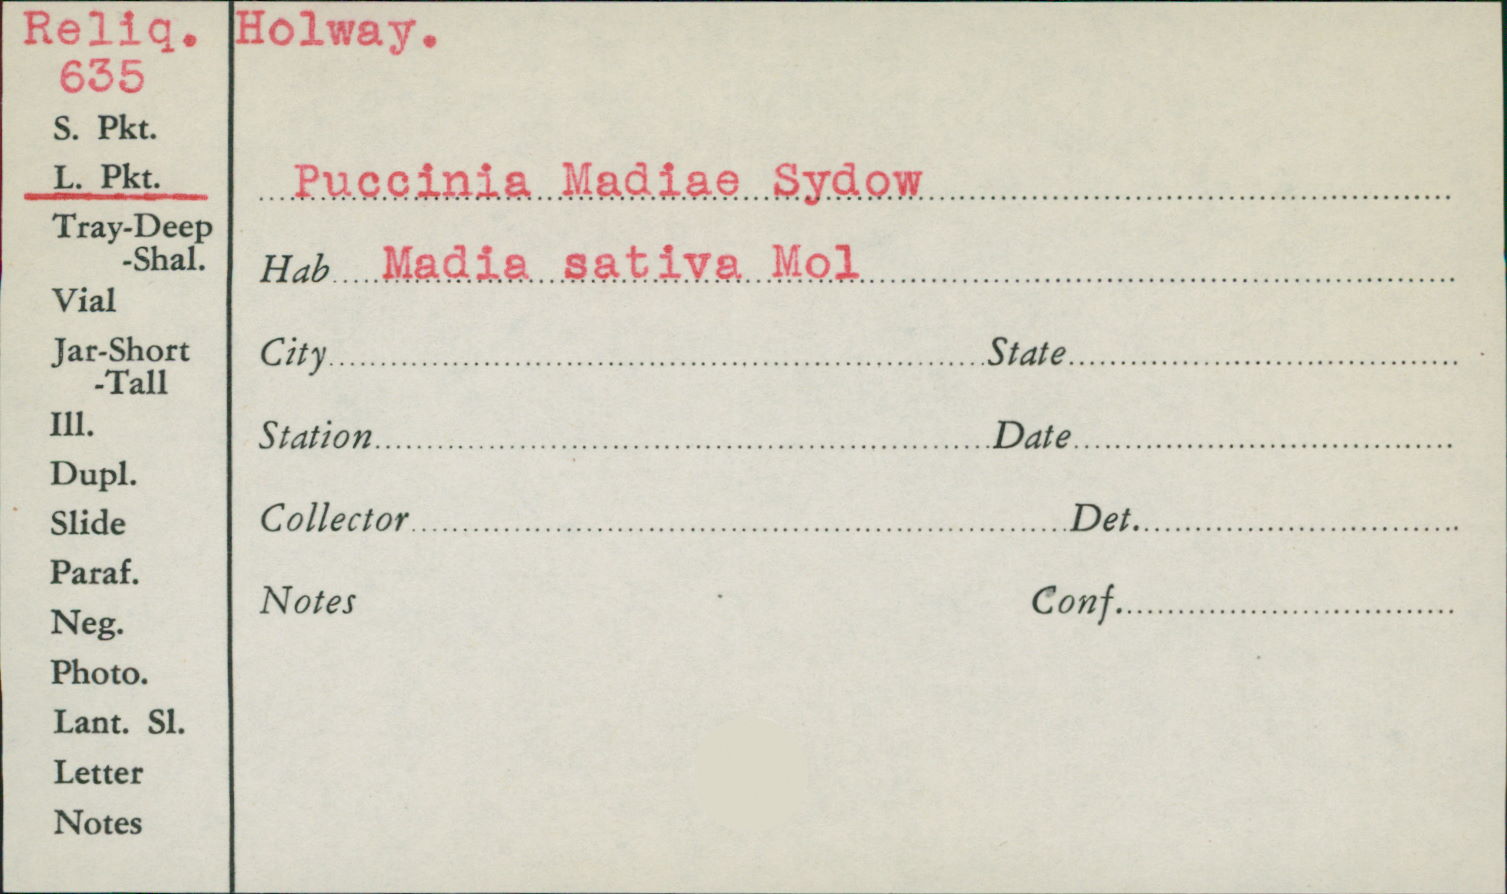 Reliq. Holway.
635
S. Pkt.
L. Pkt.
Puccinia Madiae Sydow
Tray-Deep
-Shal.
Hab Madia sativa Mol
Vial
Jar-Short
-Tall
City State
Ill.
Station Date
Dupl.
Slide
Collector Det.
Paraf.
Notes Conf.
Neg.
Photo.
Lant. Sl.
Letter
Notes